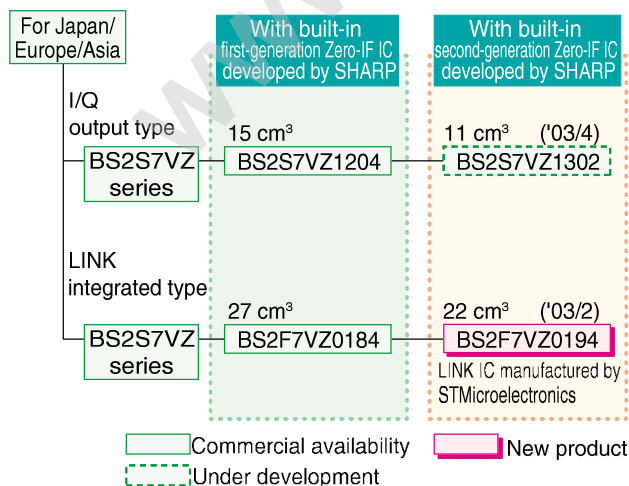 For Japan/
Europe/Asia
With built-in
first-generation Zero-IF IC
developed by SHARP
With built-in
second-generation Zero-IF IC
developed by SHARP
I/Q
output type
BS2S7VZ
series
15 cm³
BS2S7VZ1204
11 cm³ ('03/4)
BS2S7VZ1302
LINK
integrated type
BS2S7VZ
series
27 cm³
BS2F7VZ0184
22 cm³ ('03/2)
BS2F7VZ0194
LINK IC manufactured by
STMicroelectronics
Commercial availability
New product
Under development